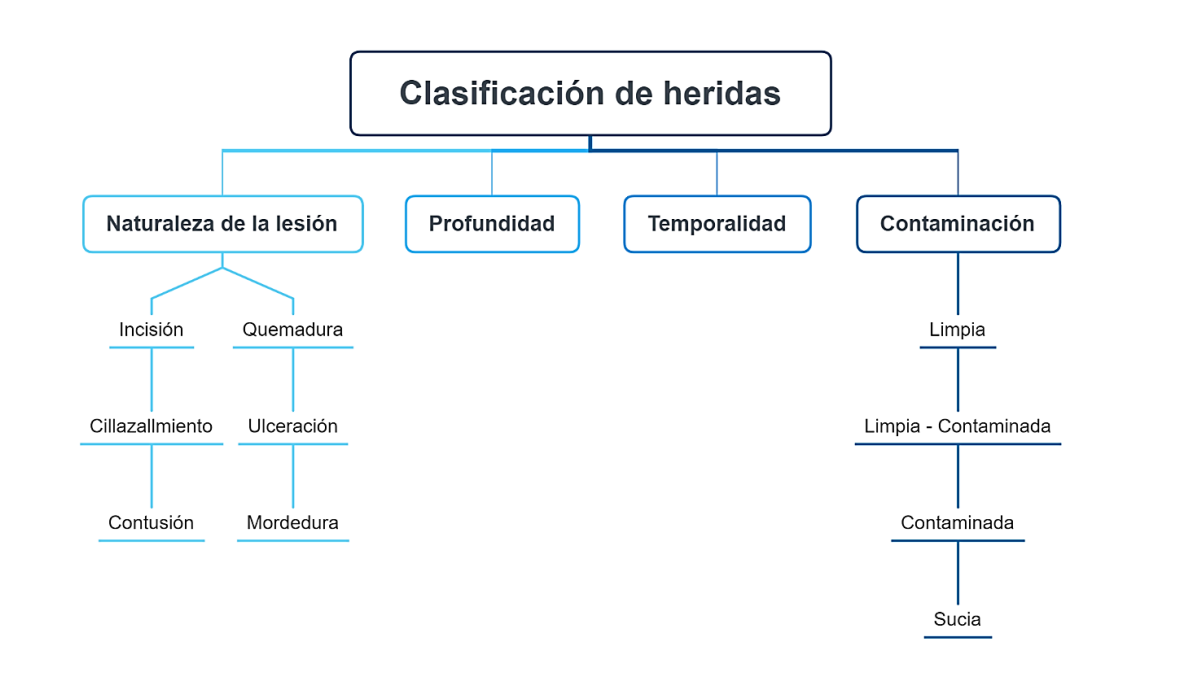 Clasificación de heridas
Naturaleza de la lesión
Profundidad
Temporalidad
Contaminación
Incisión
Quemadura
Limpia
Cillazallmiento
Ulceración
Limpia - Contaminada
Contusión
Mordedura
Contaminada
Sucia